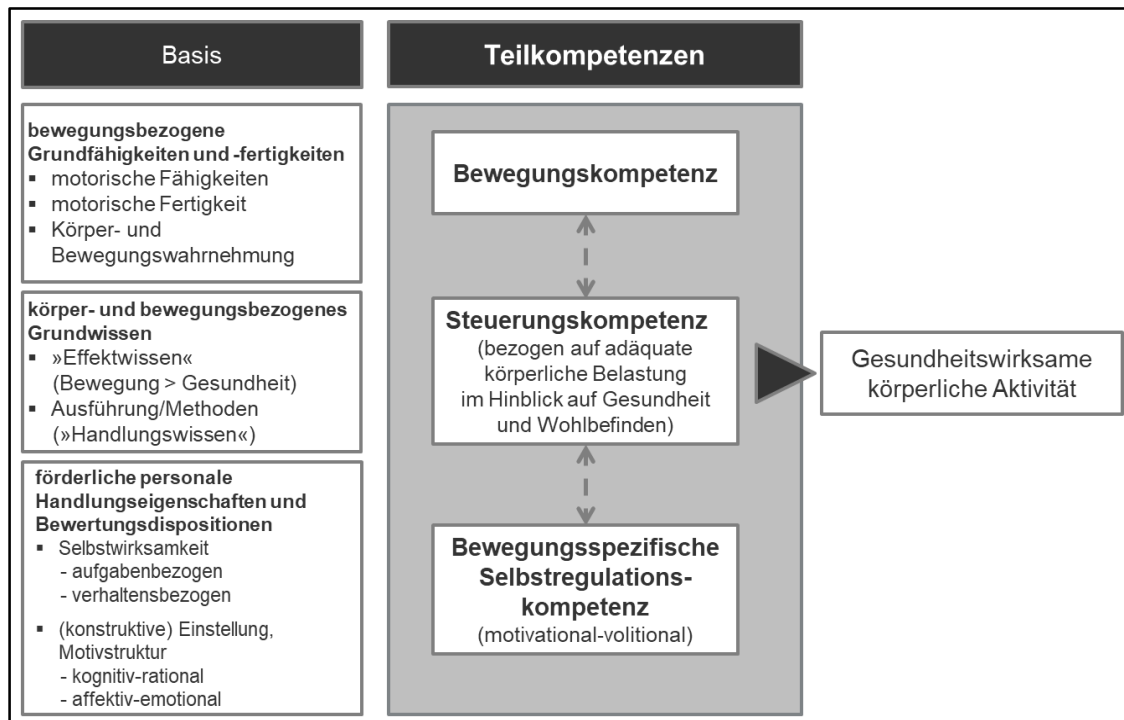 Basis
bewegungsbezogene
Grundfähigkeiten und -fertigkeiten
▪ motorische Fähigkeiten
▪ motorische Fertigkeit
▪ Körper- und
Bewegungswahrnehmung
körper- und bewegungsbezogenes
Grundwissen
▪ »Effektwissen«
(Bewegung > Gesundheit)
▪ Ausführung/Methoden
(»Handlungswissen«)
förderliche personale
Handlungseigenschaften und
Bewertungsdispositionen
▪ Selbstwirksamkeit
- aufgabenbezogen
- verhaltensbezogen
▪ (konstruktive) Einstellung,
Motivstruktur
- kognitiv-rational
- affektiv-emotional
Teilkompetenzen
Bewegungskompetenz
Steuerungskompetenz
(bezogen auf adäquate
körperliche Belastung
im Hinblick auf Gesundheit
und Wohlbefinden)
Bewegungsspezifische
Selbstregulations-
kompetenz
(motivational-volitional)
Gesundheitswirksame
körperliche Aktivität